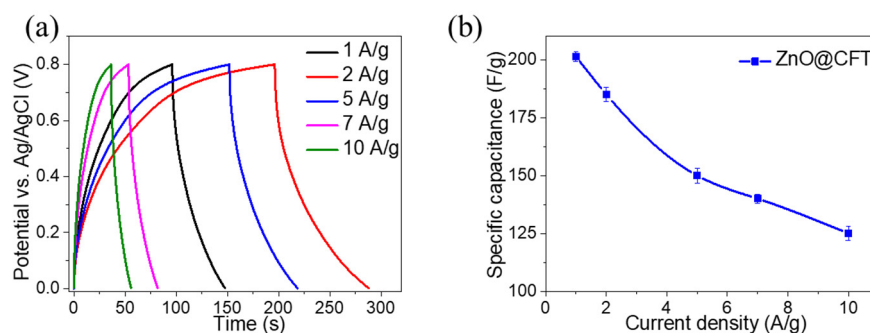 (a)
Potential vs. Ag/AgCl (V)
0.8
0.6
0.4
0.2
0.0
1 A/g
2 A/g
5 A/g
7 A/g
10 A/g
0 50 100 150 200 250 300
Time (s)
(b)
Specific capacitance (F/g)
200
175
150
125
100
ZnO@CFT
0 2 4 6 8 10
Current density (A/g)